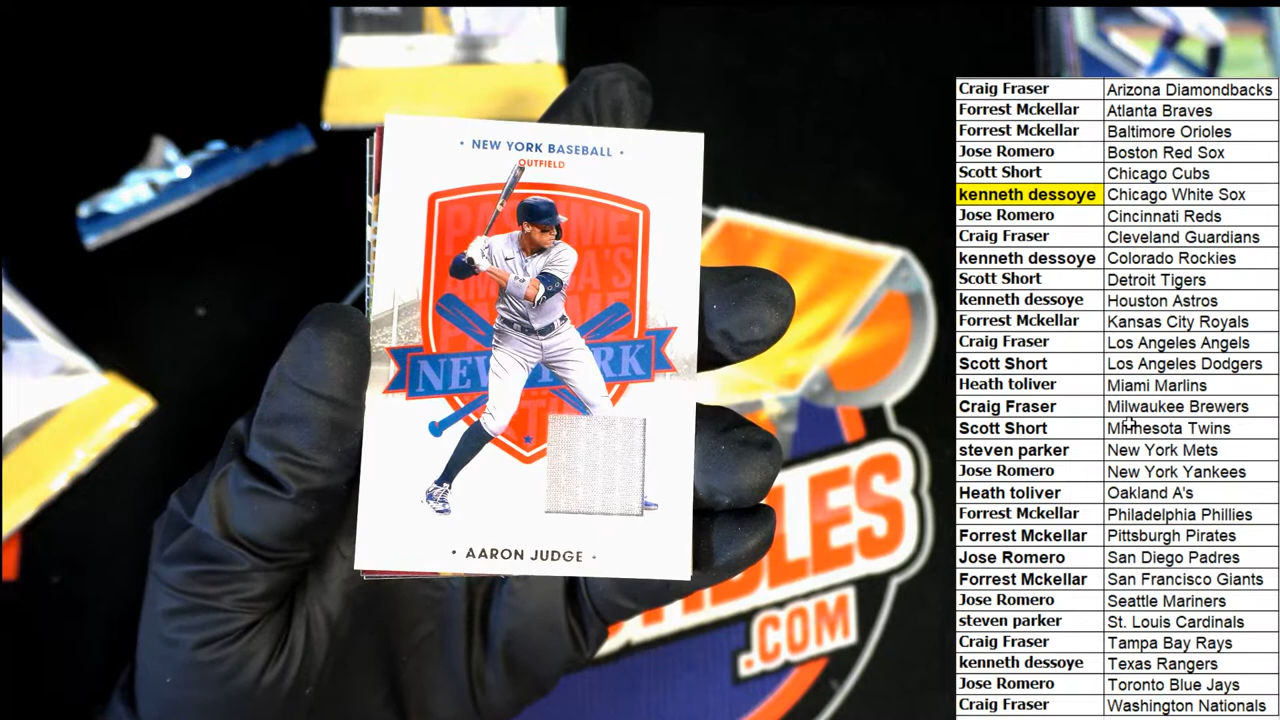 • NEW YORK BASEBALL •
OUTFIELD
NEW YORK
• AARON JUDGE •
.COM
Craig Fraser Arizona Diamondbacks
Forrest Mckellar Atlanta Braves
Forrest Mckellar Baltimore Orioles
Jose Romero Boston Red Sox
Scott Short Chicago Cubs
kenneth dessoye Chicago White Sox
Jose Romero Cincinnati Reds
Craig Fraser Cleveland Guardians
kenneth dessoye Colorado Rockies
Scott Short Detroit Tigers
kenneth dessoye Houston Astros
Forrest Mckellar Kansas City Royals
Craig Fraser Los Angeles Angels
Scott Short Los Angeles Dodgers
Heath toliver Miami Marlins
Craig Fraser Milwaukee Brewers
Scott Short Minnesota Twins
steven parker New York Mets
Jose Romero New York Yankees
Heath toliver Oakland A's
Forrest Mckellar Philadelphia Phillies
Forrest Mckellar Pittsburgh Pirates
Jose Romero San Diego Padres
Forrest Mckellar San Francisco Giants
Jose Romero Seattle Mariners
steven parker St. Louis Cardinals
Craig Fraser Tampa Bay Rays
kenneth dessoye Texas Rangers
Jose Romero Toronto Blue Jays
Craig Fraser Washington Nationals